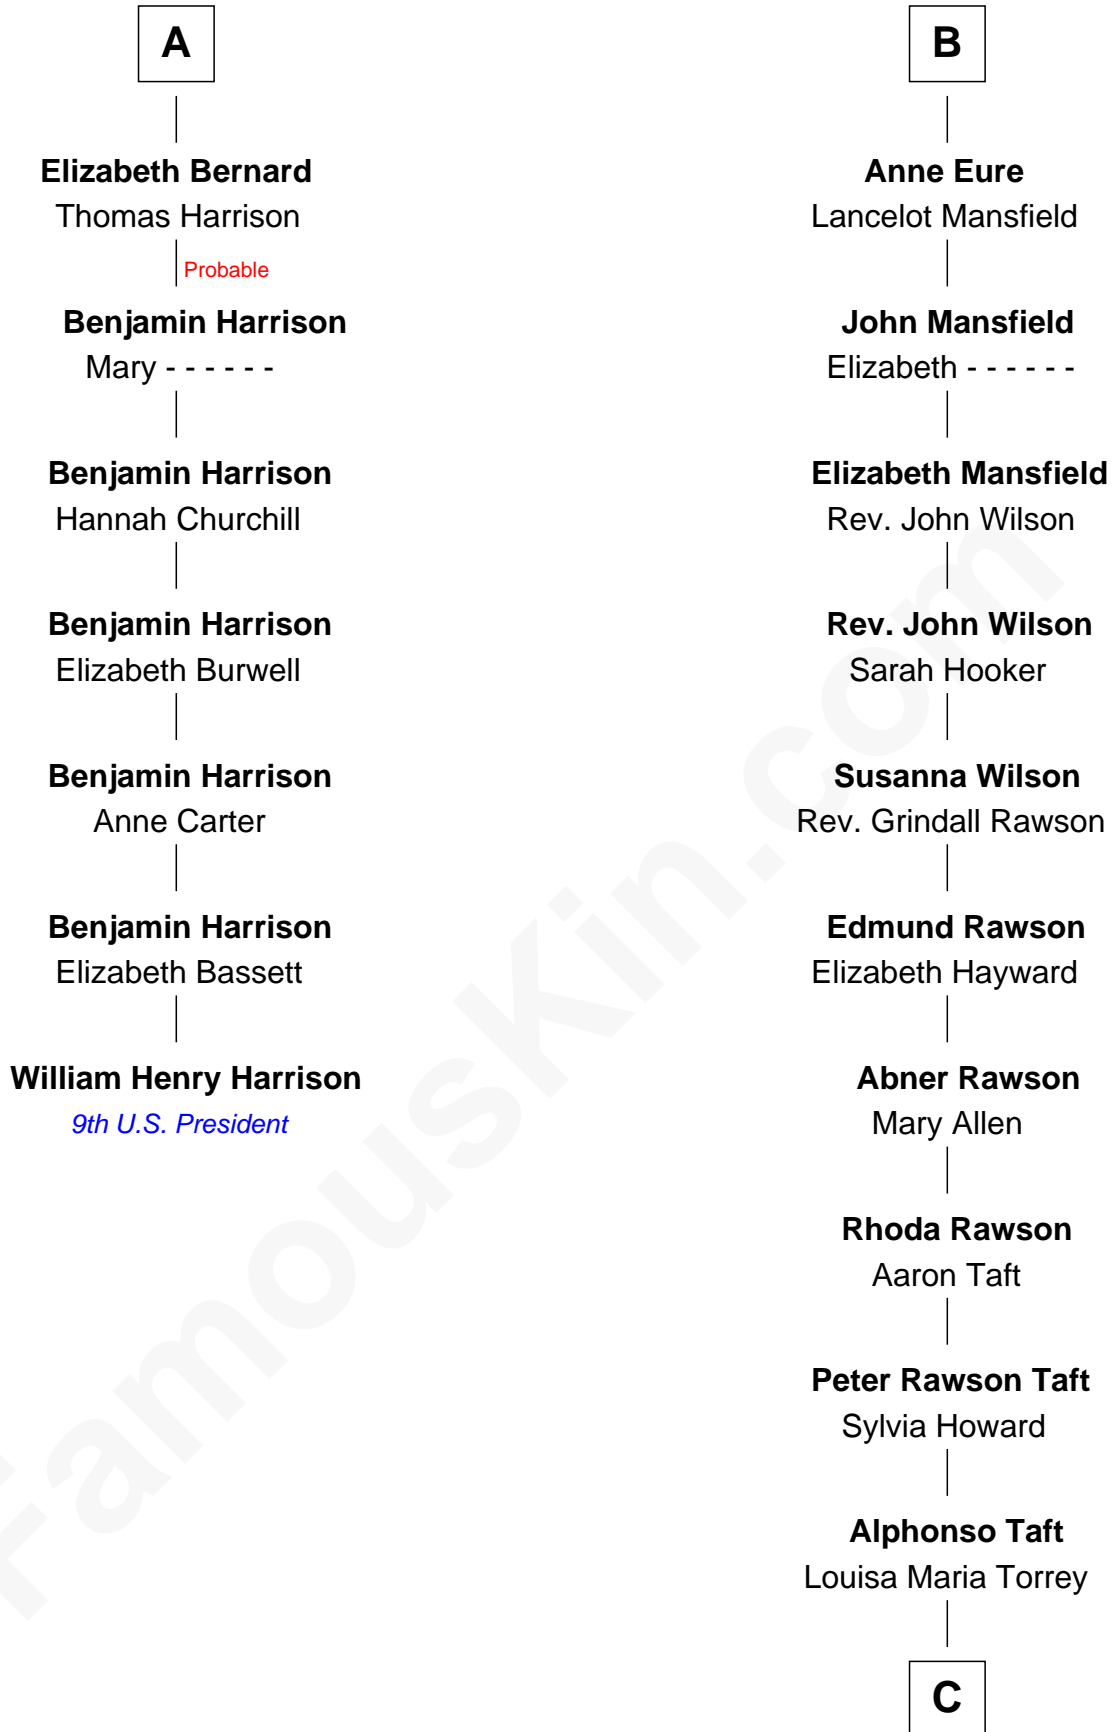 A
Elizabeth Bernard
Thomas Harrison
Probable
Benjamin Harrison
Mary - - - - - -
Benjamin Harrison
Hannah Churchill
Benjamin Harrison
Elizabeth Burwell
Benjamin Harrison
Anne Carter
Benjamin Harrison
Elizabeth Bassett
William Henry Harrison
9th U.S. President
B
Anne Eure
Lancelot Mansfield
John Mansfield
Elizabeth - - - - - -
Elizabeth Mansfield
Rev. John Wilson
Rev. John Wilson
Sarah Hooker
Susanna Wilson
Rev. Grindall Rawson
Edmund Rawson
Elizabeth Hayward
Abner Rawson
Mary Allen
Rhoda Rawson
Aaron Taft
Peter Rawson Taft
Sylvia Howard
Alphonso Taft
Louisa Maria Torrey
C
FamousKin.com